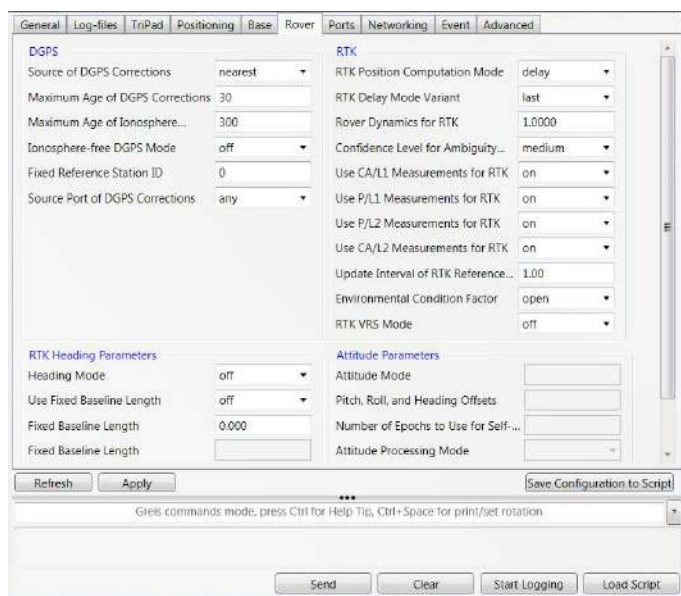 General Log-files TriPad Positioning Base Rover Ports Networking Event Advanced
DGPS
Source of DGPS Corrections nearest
Maximum Age of DGPS Corrections 30
Maximum Age of Ionosphere... 300
Ionosphere-free DGPS Mode off
Fixed Reference Station ID 0
Source Port of DGPS Corrections any
RTK
RTK Position Computation Mode delay
RTK Delay Mode Variant last
Rover Dynamics for RTK 1.0000
Confidence Level for Ambiguity... medium
Use CA/L1 Measurements for RTK on
Use P/L1 Measurements for RTK on
Use P/L2 Measurements for RTK on
Use CA/L2 Measurements for RTK on
Update Interval of RTK Reference... 1.00
Environmental Condition Factor open
RTK VRS Mode off
RTK Heading Parameters
Heading Mode off
Use Fixed Baseline Length off
Fixed Baseline Length 0.000
Fixed Baseline Length
Attitude Parameters
Attitude Mode
Pitch, Roll, and Heading Offsets
Number of Epochs to Use for Self-...
Attitude Processing Mode
Refresh Apply Save Configuration to Script
Greis commands mode, press Ctrl for Help Tip, Ctrl+Space for print/set rotation
Send Clear Start Logging Load Script